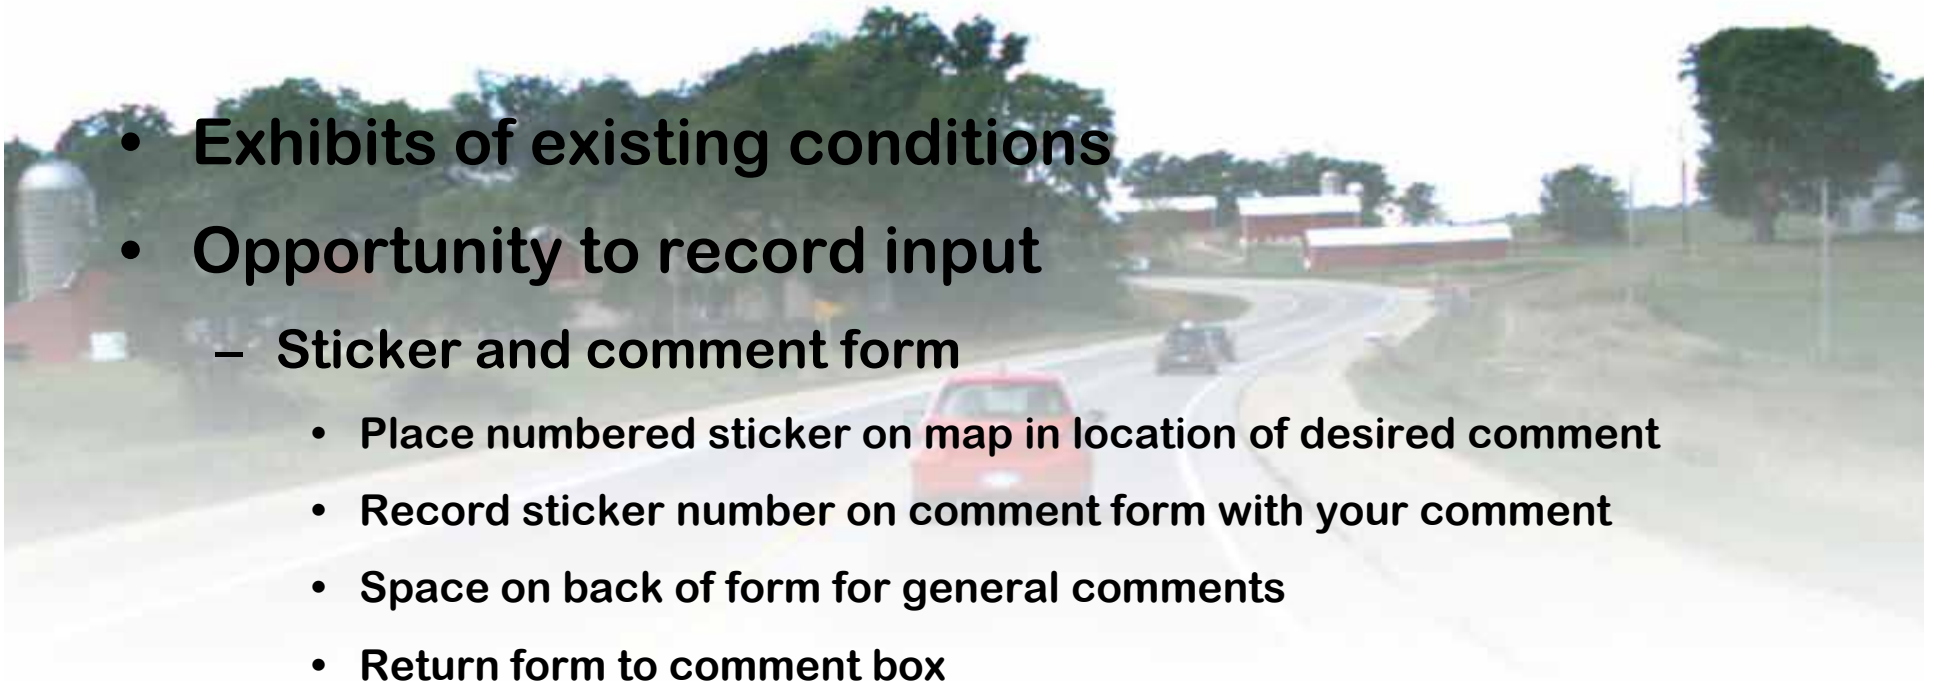 • Exhibits of existing conditions
• Opportunity to record input
– Sticker and comment form
• Place numbered sticker on map in location of desired comment
• Record sticker number on comment form with your comment
• Space on back of form for general comments
• Return form to comment box